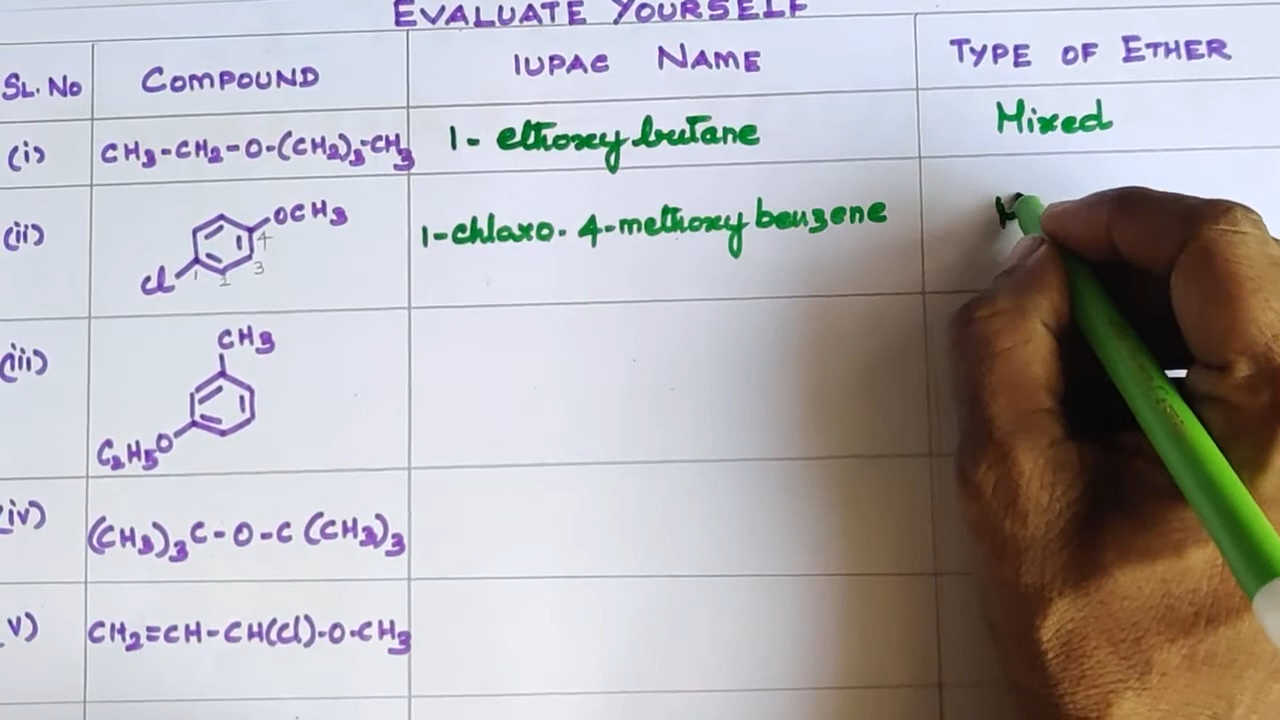 EVALUATE YOURSELF
SL.NO COMPOUND IUPAC NAME TYPE OF ETHER
(i) CH3-CH2-O-(CH2)3-CH3 1- ethoxy butane Mixed
(ii) OCH3 1-chloro. 4-methoxy benzene
4
Cl 1 2 3
(iii) CH3
C2H5O
(iv) (CH3)3C-O-C(CH3)3
(v) CH2=CH-CH(Cl)-O-CH3